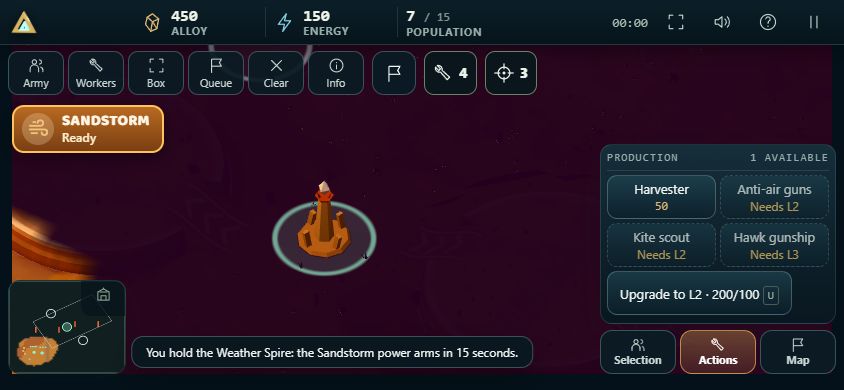 450
ALLOY
150
ENERGY
7 / 15
POPULATION
00:00
Army
Workers
Box
Queue
Clear
Info
4
3
SANDSTORM
Ready
PRODUCTION
1 AVAILABLE
Harvester
50
Anti-air guns
Needs L2
Kite scout
Needs L2
Hawk gunship
Needs L3
Upgrade to L2 · 200/100 U
You hold the Weather Spire: the Sandstorm power arms in 15 seconds.
Selection
Actions
Map